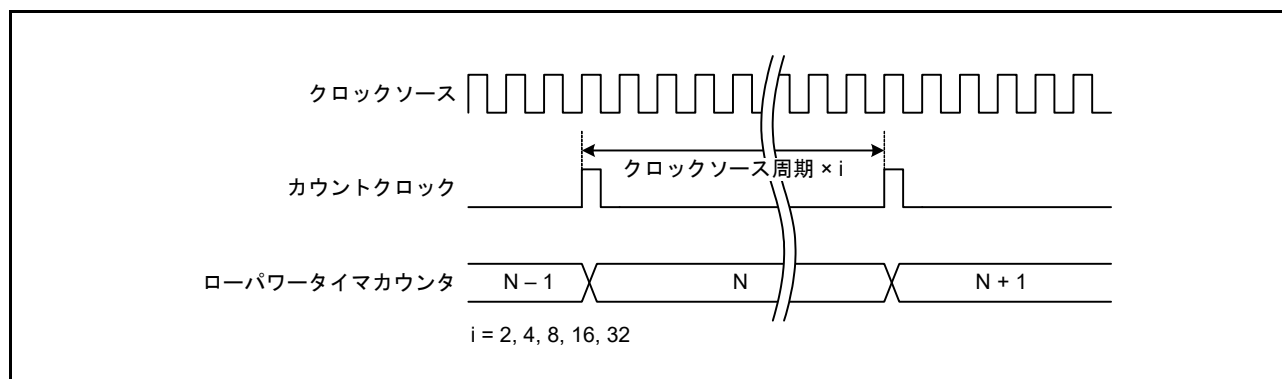 クロックソース
クロックソース周期 × i
カウントクロック
ローパワータイマカウンタ
N – 1
N
N + 1
i = 2, 4, 8, 16, 32